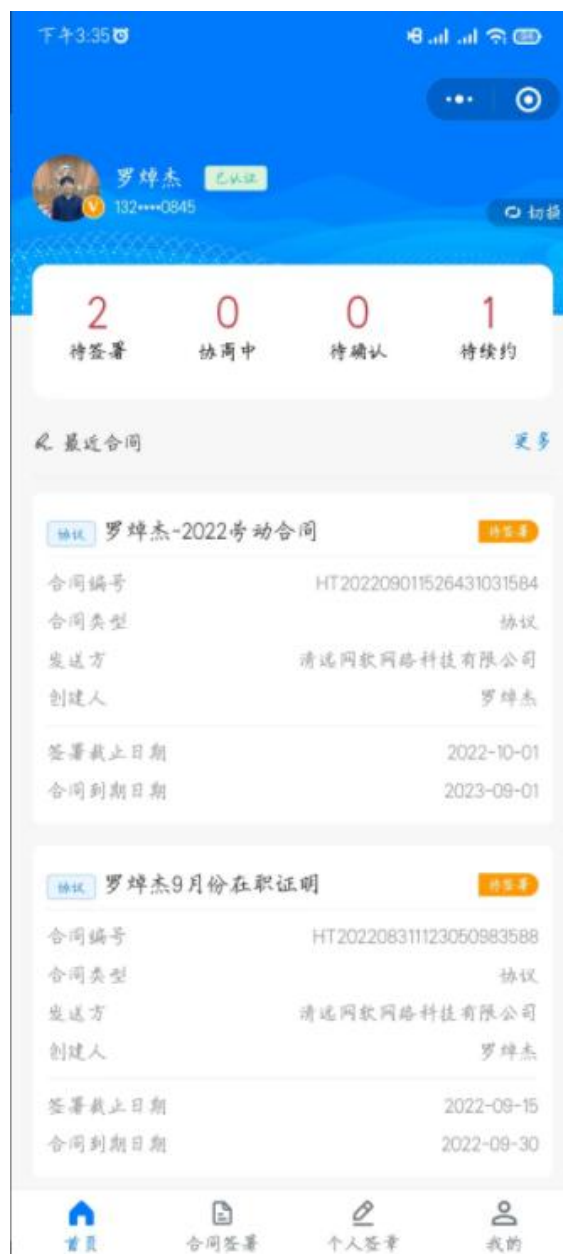 下午3:35
54
罗焯杰 已认证
132****0845
切换
2 0 0 1
待签署 协商中 待确认 待续约
最近合同 更多
协议 罗焯杰-2022劳动合同 待签署
合同编号 HT202209011526431031584
合同类型 协议
发送方 清远网软网络科技有限公司
创建人 罗焯杰
签署截止日期 2022-10-01
合同到期日期 2023-09-01
协议 罗焯杰9月份在职证明 待签署
合同编号 HT202208311123050983588
合同类型 协议
发送方 清远网软网络科技有限公司
创建人 罗焯杰
签署截止日期 2022-09-15
合同到期日期 2022-09-30
首页 合同签署 个人签章 我的